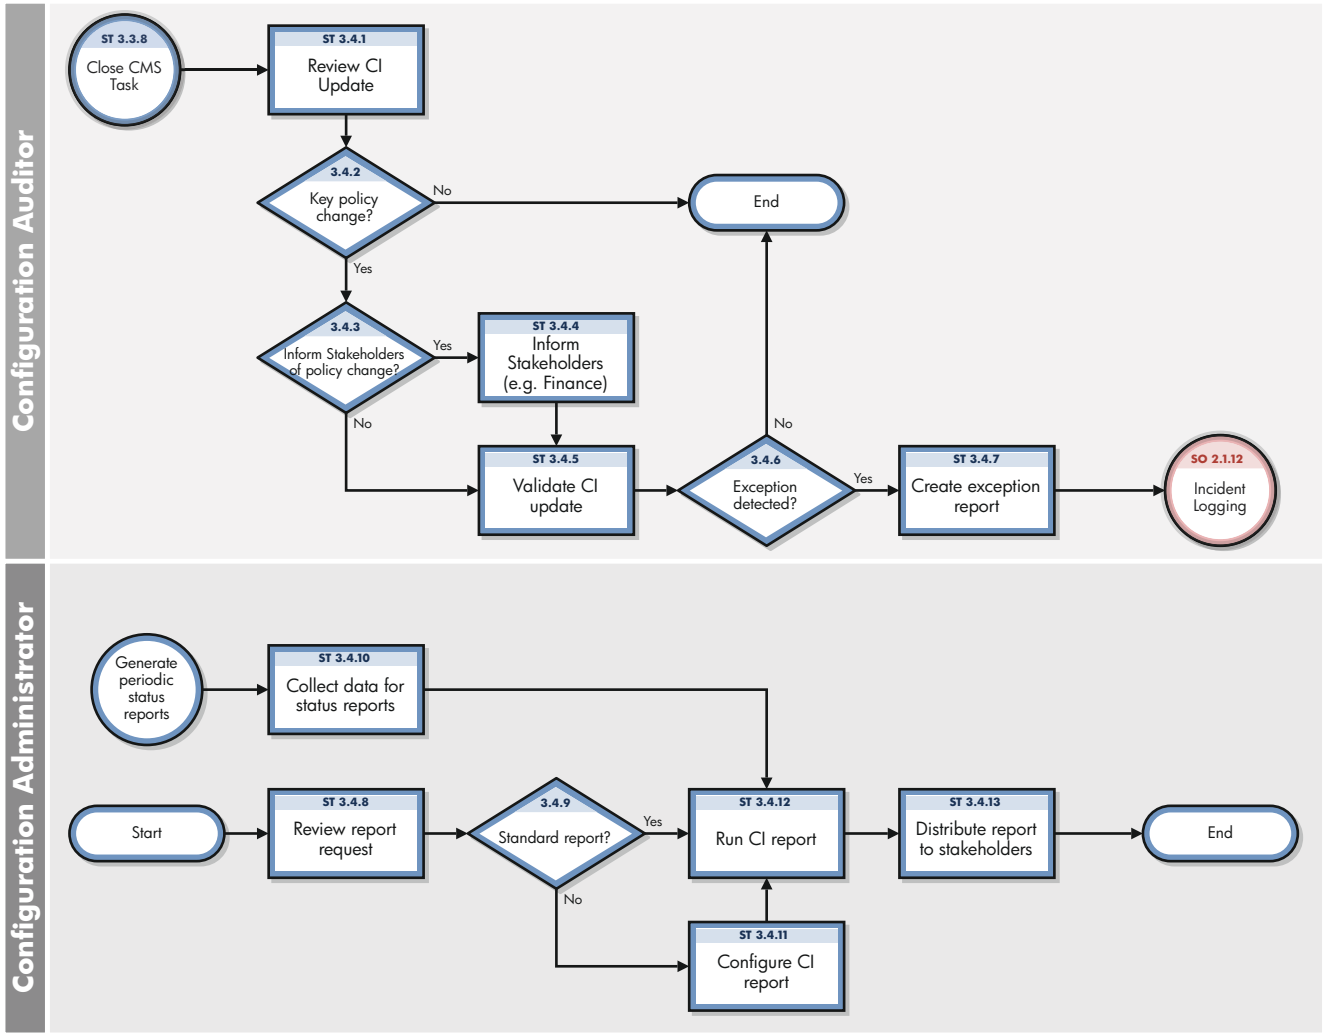 Configuration Auditor
ST 3.3.8
Close CMS
Task
ST 3.4.1
Review CI
Update
3.4.2
Key policy
change?
No
End
Yes
3.4.3
Inform Stakeholders
of policy change?
Yes
ST 3.4.4
Inform
Stakeholders
(e.g. Finance)
No
ST 3.4.5
Validate CI
update
3.4.6
Exception
detected?
No
Yes
ST 3.4.7
Create exception
report
SO 2.1.12
Incident
Logging
Configuration Administrator
Generate
periodic
status
reports
ST 3.4.10
Collect data for
status reports
Start
ST 3.4.8
Review report
request
3.4.9
Standard report?
Yes
No
ST 3.4.12
Run CI report
ST 3.4.13
Distribute report
to stakeholders
End
ST 3.4.11
Configure CI
report